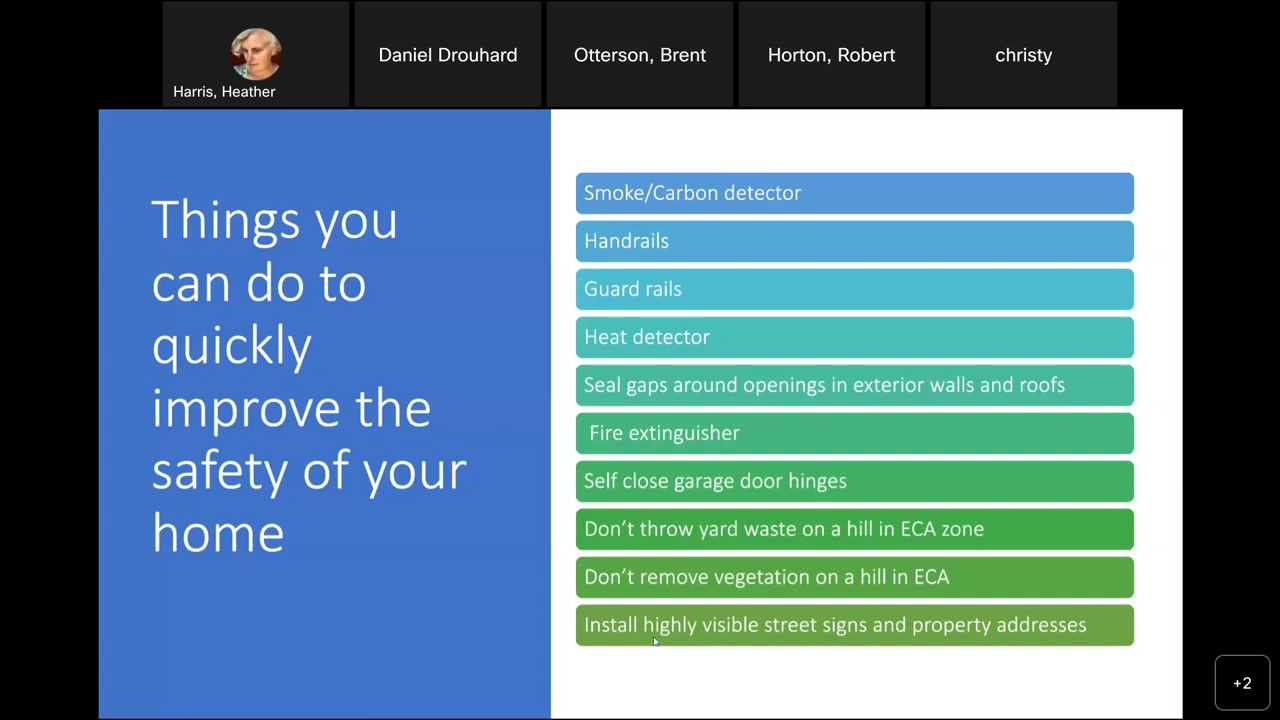 Harris, Heather
Daniel Drouhard
Otterson, Brent
Horton, Robert
christy
Things you
can do to
quickly
improve the
safety of your
home
Smoke/Carbon detector
Handrails
Guard rails
Heat detector
Seal gaps around openings in exterior walls and roofs
Fire extinguisher
Self close garage door hinges
Don’t throw yard waste on a hill in ECA zone
Don’t remove vegetation on a hill in ECA
Install highly visible street signs and property addresses
+2